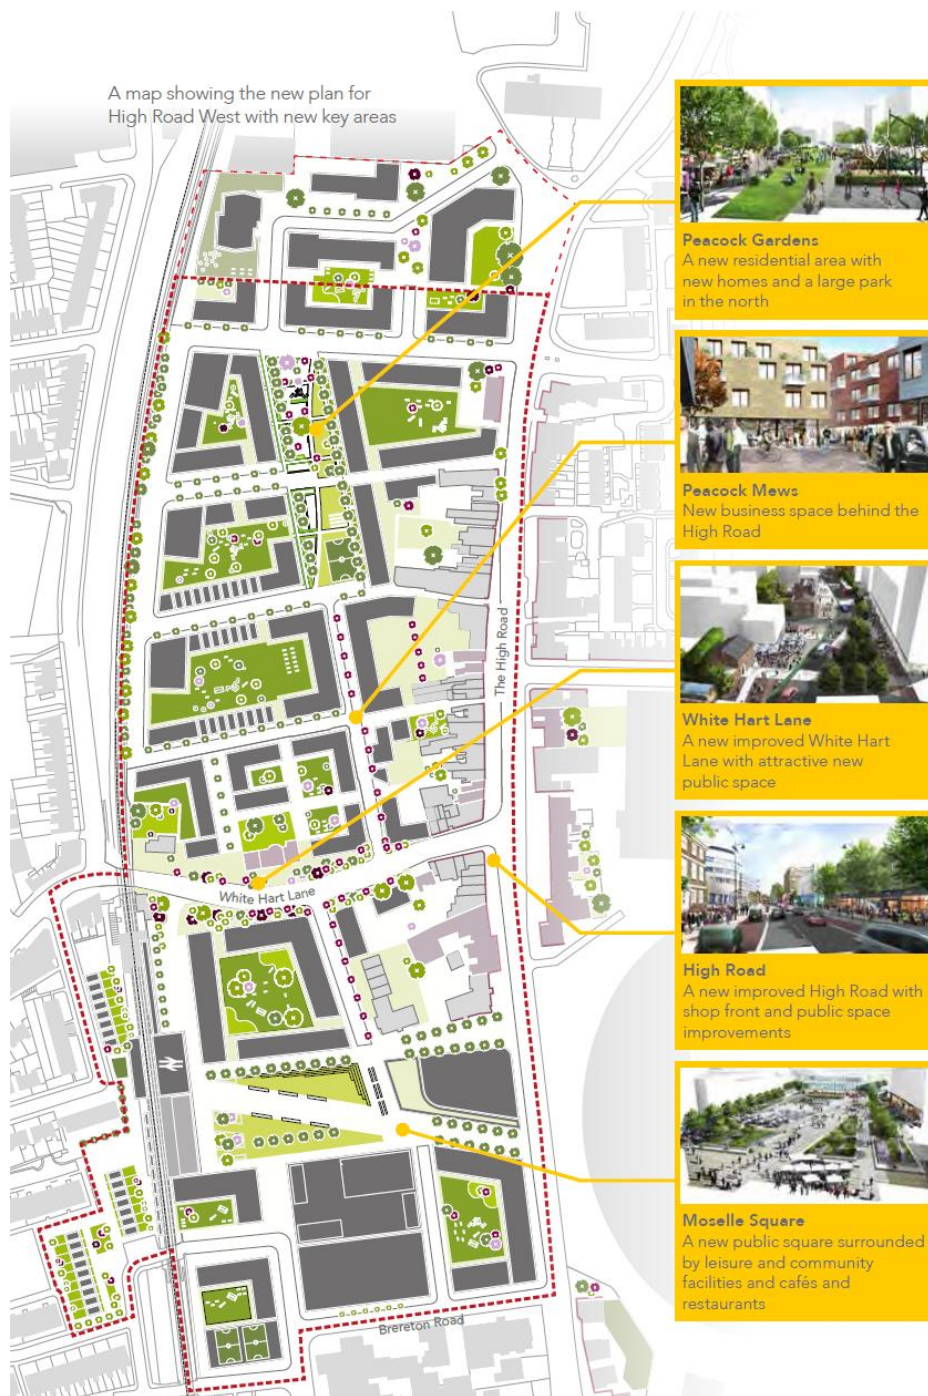 A map showing the new plan for
High Road West with new key areas
Peacock Gardens
A new residential area with
new homes and a large park
in the north
Peacock Mews
New business space behind the
High Road
The High Road
White Hart Lane
A new improved White Hart
Lane with attractive new
public space
White Hart Lane
High Road
A new improved High Road with
shop front and public space
improvements
Moselle Square
A new public square surrounded
by leisure and community
facilities and cafés and
restaurants
Brereton Road